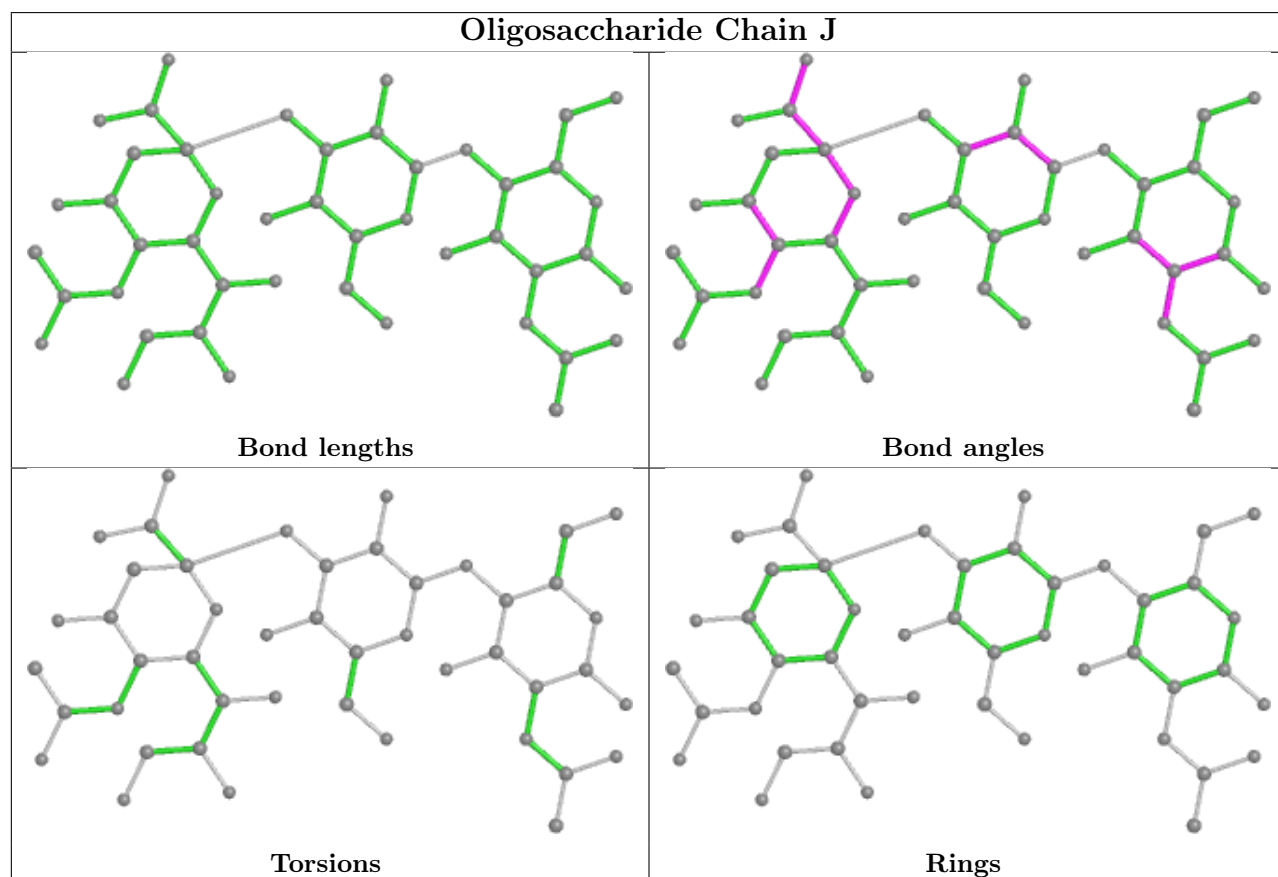 Oligosaccharide Chain J
Bond lengths
Bond angles
Torsions
Rings